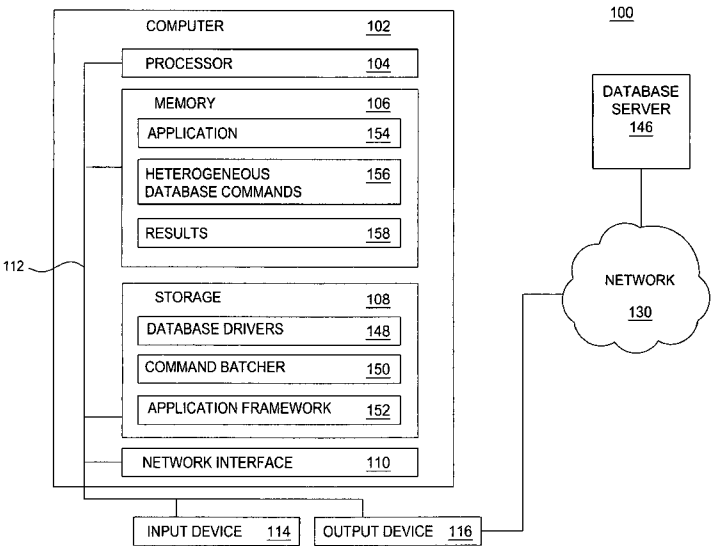 100
COMPUTER 102
PROCESSOR 104
MEMORY 106
APPLICATION 154
HETEROGENEOUS
DATABASE COMMANDS 156
RESULTS 158
112
STORAGE 108
DATABASE DRIVERS 148
COMMAND BATCHER 150
APPLICATION FRAMEWORK 152
NETWORK INTERFACE 110
INPUT DEVICE 114
OUTPUT DEVICE 116
DATABASE
SERVER
146
NETWORK
130